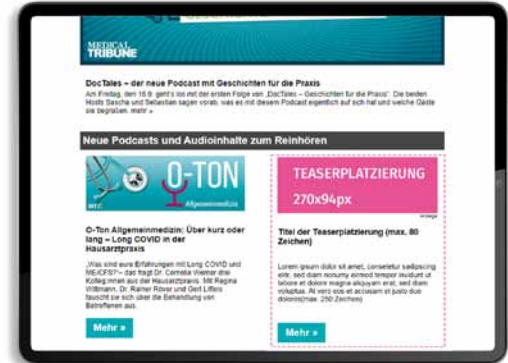 MEDICAL
TRIBUNE
DocTales – der neue Podcast mit Geschichten für die Praxis
Am Freitag, den 16.9. geht's los mit der ersten Folge von „DocTales – Geschichten für die Praxis“. Die beiden
Hosts Sascha und Sebastian sagen vorab, was es mit diesem Podcast eigentlich auf sich hat und welche Gäste
sie begrüßen. mehr »
Neue Podcasts und Audioinhalte zum Reinhören
O-TON
Allgemeinmedizin
O-Ton Allgemeinmedizin: Über kurz oder
lang – Long COVID in der
Hausarztpraxis
„Was sind eure Erfahrungen mit Long COVID und
ME/CFS?“– das fragt Dr. Cornelia Werner drei
Kolleg:innen aus der Hausarztpraxis. Mit Regina
Wittmann, Dr. Rainer Röver und Gert Liffers
tauscht sie sich über die Behandlung von
Betroffenen aus.
Mehr »
TEASERPLATZIERUNG
270x94px
Anzeige
Titel der Teaserplatzierung (max. 80
Zeichen)
Lorem ipsum dolor sit amet, consetetur sadipscing
elitr, sed diam nonumy eirmod tempor invidunt ut
labore et dolore magna aliquyam erat, sed diam
voluptua. At vero eos et accusam et justo duo
dolores(max. 250 Zeichen)
Mehr »